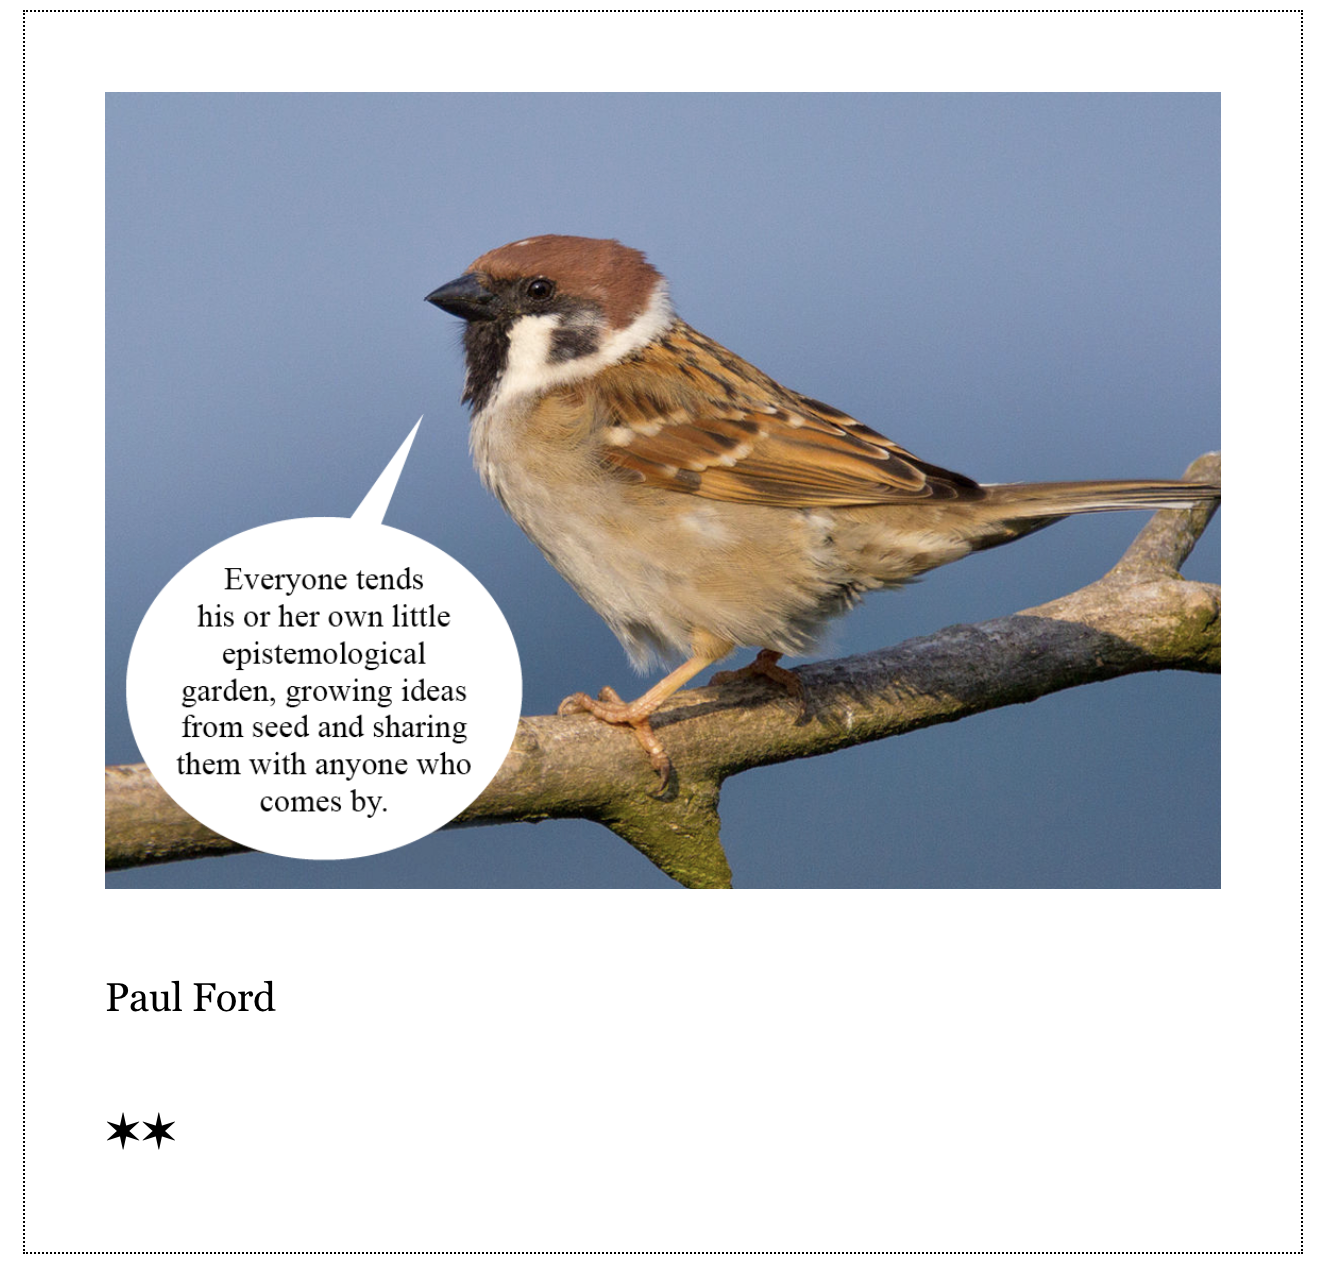 Everyone tends
his or her own little
epistemological
garden, growing ideas
from seed and sharing
them with anyone who
comes by.
Paul Ford
✶✶